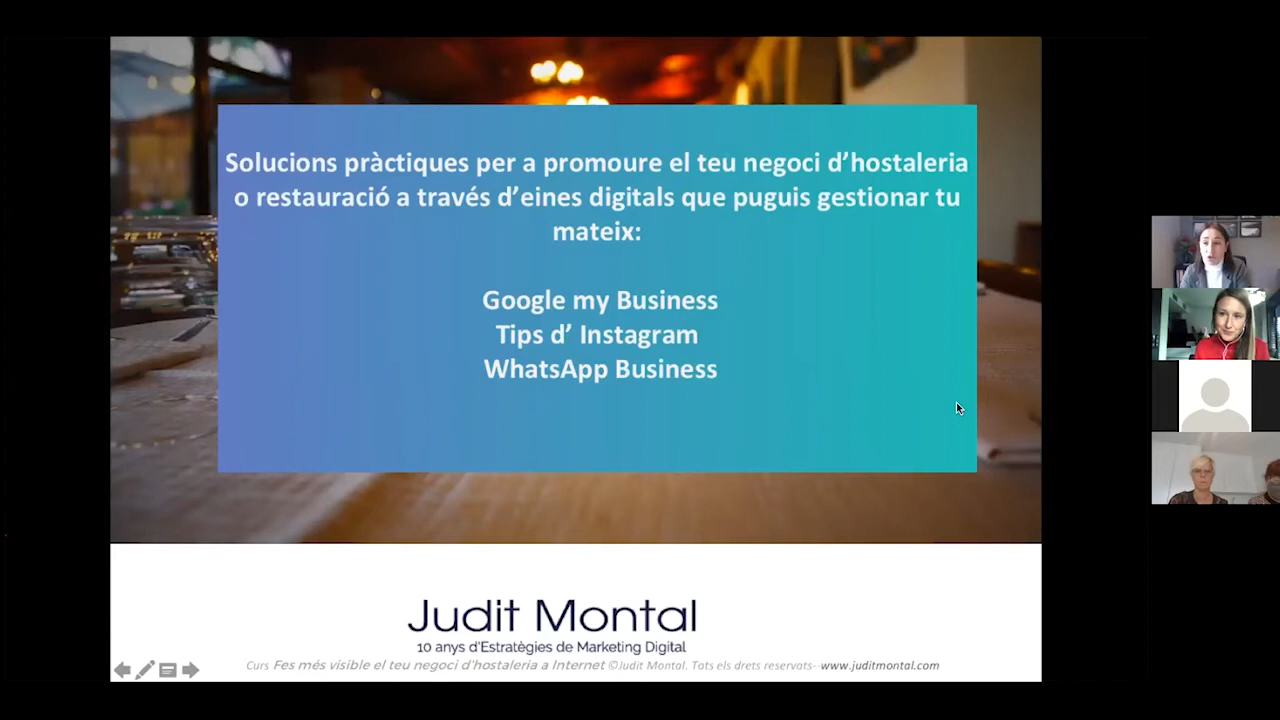 Solucions pràctiques per a promoure el teu negoci d’hostaleria
o restauració a través d’eines digitals que puguis gestionar tu
mateix:
Google my Business
Tips d’ Instagram
WhatsApp Business
Judit Montal
10 anys d'Estratègies de Marketing Digital
Curs Fes més visible el teu negoci d'hostaleria a Internet ©Judit Montal. Tats els drets reservats- www.juditmontal.com